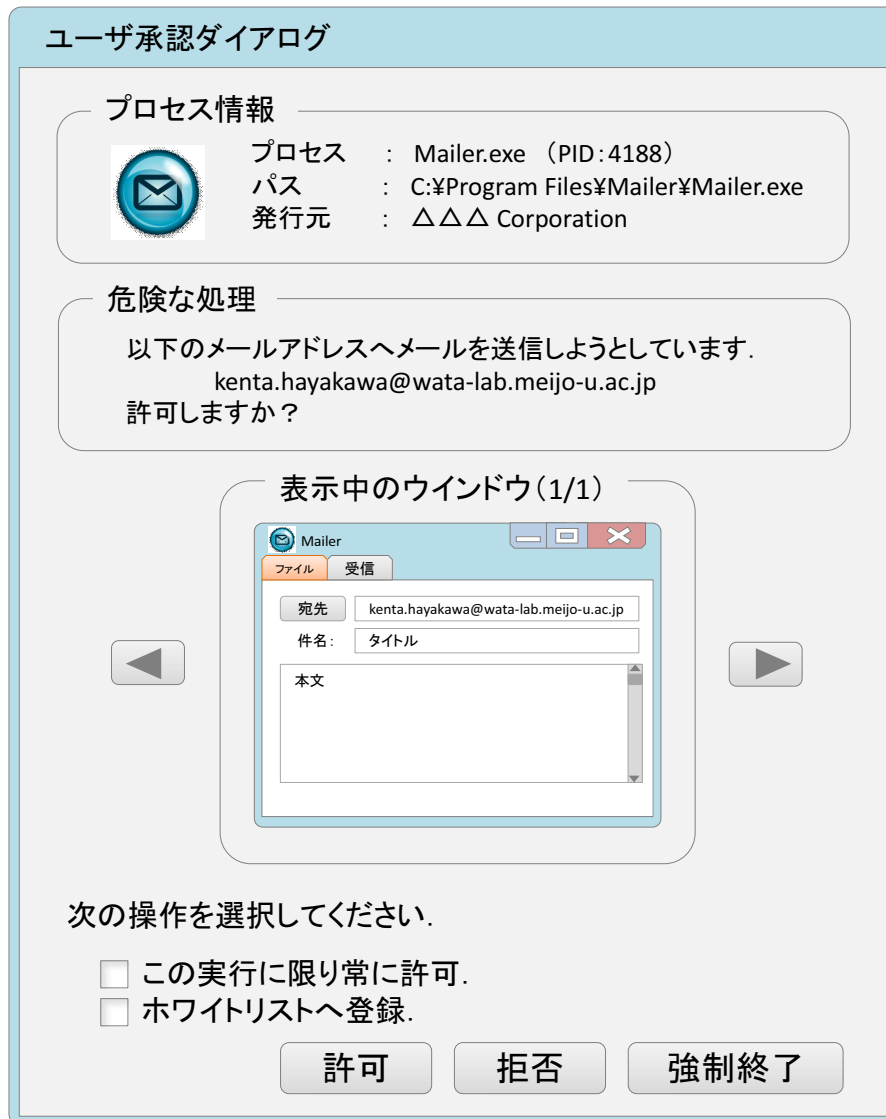 ユーザ承認ダイアログ
プロセス情報
プロセス : Mailer.exe (PID:4188)
パス : C:¥Program Files¥Mailer¥Mailer.exe
発行元 : △△△ Corporation
危険な処理
以下のメールアドレスへメールを送信しようとしています.
kenta.hayakawa@wata-lab.meijo-u.ac.jp
許可しますか?
表示中のウインドウ(1/1)
Mailer
ファイル 受信
宛先 kenta.hayakawa@wata-lab.meijo-u.ac.jp
件名: タイトル
本文
次の操作を選択してください.
この実行に限り常に許可.
ホワイトリストへ登録.
許可 拒否 強制終了